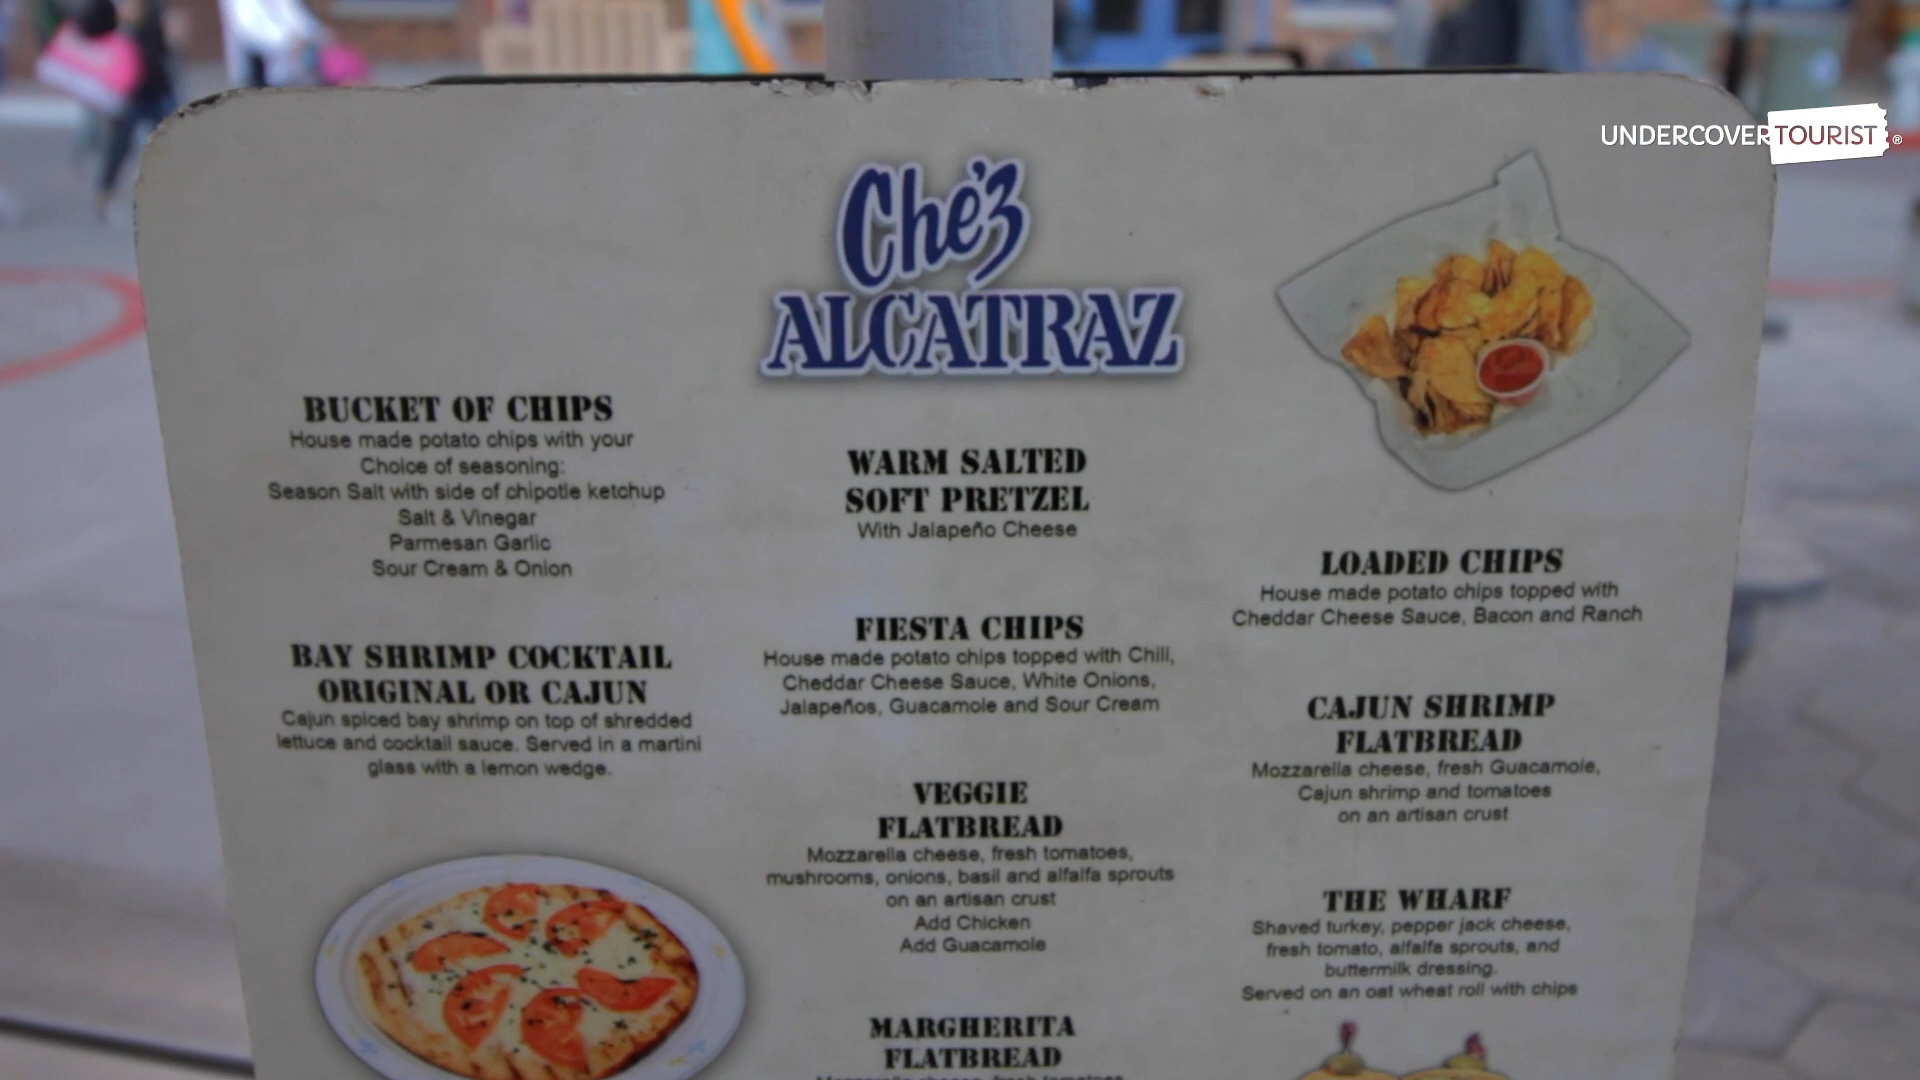 UNDERCOVERTOURIST®
Che'z
ALCATRAZ
BUCKET OF CHIPS
House made potato chips with your
Choice of seasoning:
Season Salt with side of chipotle ketchup
Salt & Vinegar
Parmesan Garlic
Sour Cream & Onion
BAY SHRIMP COCKTAIL
ORIGINAL OR CAJUN
Cajun spiced bay shrimp on top of shredded
lettuce and cocktail sauce. Served in a martini
glass with a lemon wedge.
WARM SALTED
SOFT PRETZEL
With Jalapeño Cheese
FIESTA CHIPS
House made potato chips topped with Chili,
Cheddar Cheese Sauce, White Onions,
Jalapeños, Guacamole and Sour Cream
VEGGIE
FLATBREAD
Mozzarella cheese, fresh tomatoes,
mushrooms, onions, basil and alfalfa sprouts
on an artisan crust
Add Chicken
Add Guacamole
MARGHERITA
FLATBREAD
Mozzarella cheese, fresh tomatoes
LOADED CHIPS
House made potato chips topped with
Cheddar Cheese Sauce, Bacon and Ranch
CAJUN SHRIMP
FLATBREAD
Mozzarella cheese, fresh Guacamole,
Cajun shrimp and tomatoes
on an artisan crust
THE WHARF
Shaved turkey, pepper jack cheese,
fresh tomato, alfalfa sprouts, and
buttermilk dressing.
Served on an oat wheat roll with chips